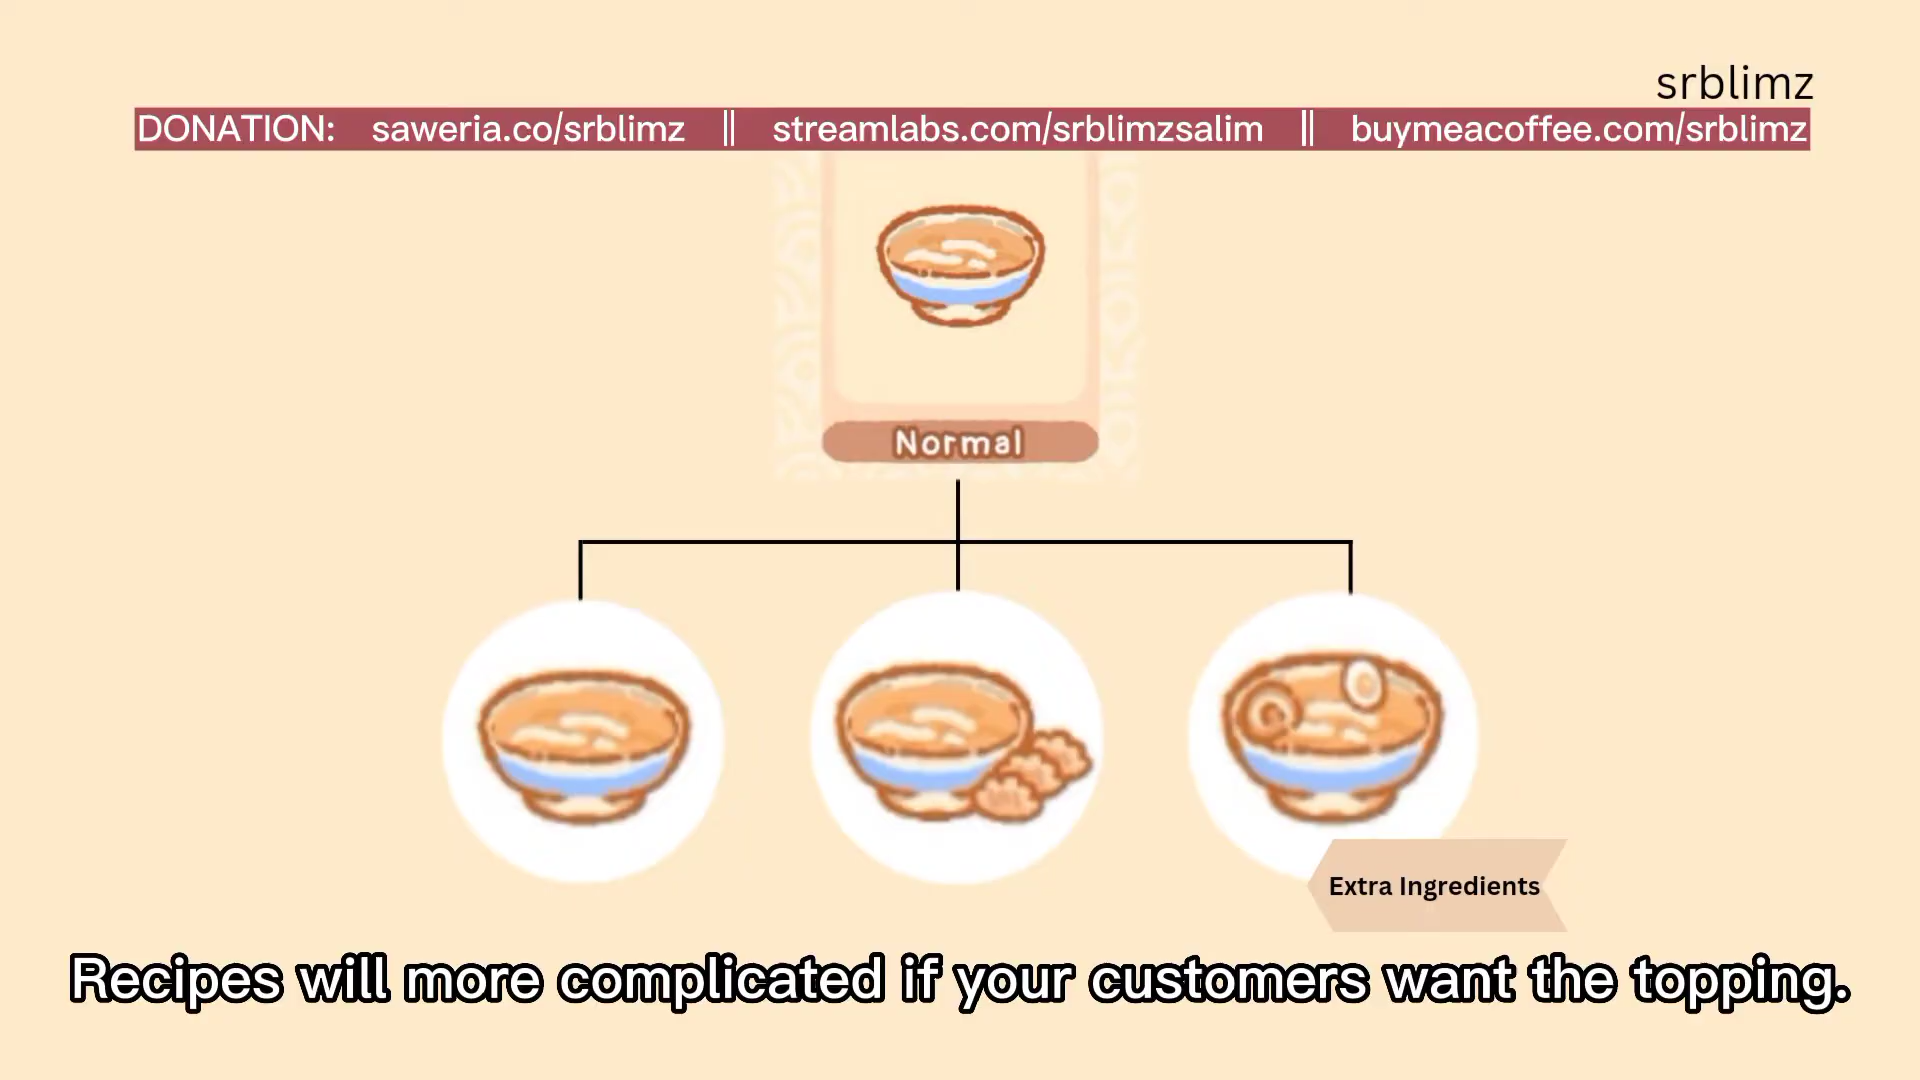 srblimz
DONATION: saweria.co/srblimz || streamlabs.com/srblimzsalim || buymeacoffee.com/srblimz
Normal
Extra Ingredients
Recipes will more complicated if your customers want the topping.